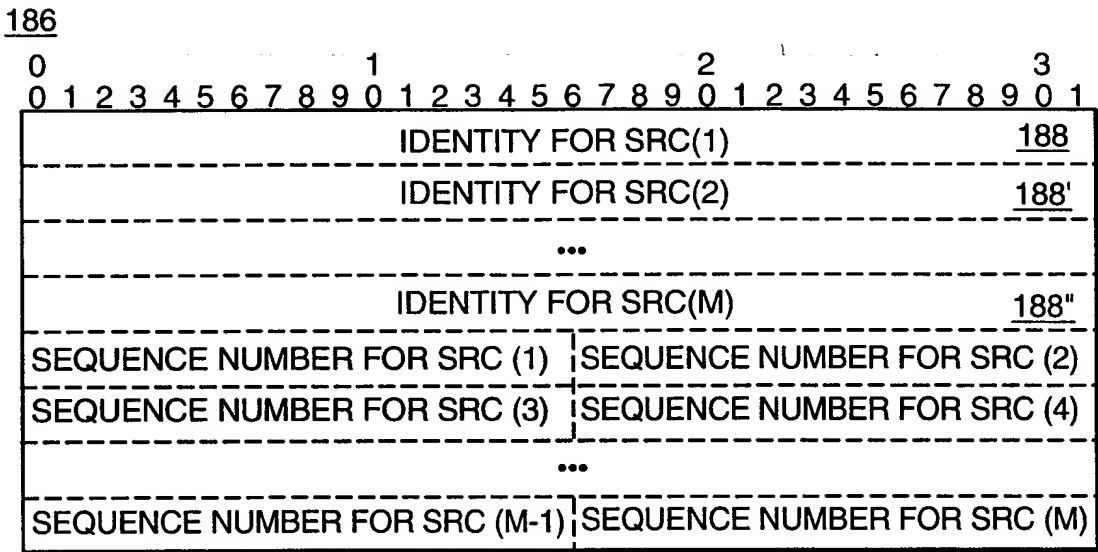 186
0 1 2 3
0 1 2 3 4 5 6 7 8 9 0 1 2 3 4 5 6 7 8 9 0 1 2 3 4 5 6 7 8 9 0 1
IDENTITY FOR SRC(1) 188
IDENTITY FOR SRC(2) 188'
•••
IDENTITY FOR SRC(M) 188"
SEQUENCE NUMBER FOR SRC (1) SEQUENCE NUMBER FOR SRC (2)
SEQUENCE NUMBER FOR SRC (3) SEQUENCE NUMBER FOR SRC (4)
•••
SEQUENCE NUMBER FOR SRC (M-1) SEQUENCE NUMBER FOR SRC (M)